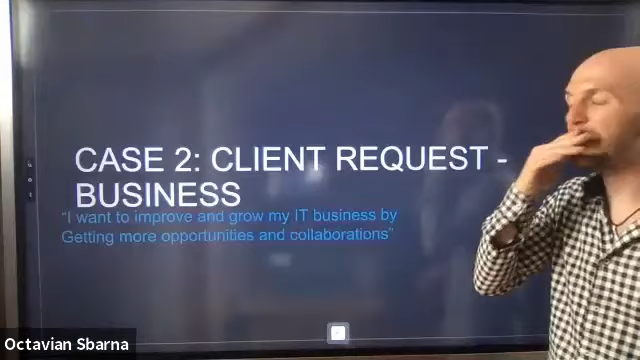 CASE 2: CLIENT REQUEST -
BUSINESS
"I want to improve and grow my IT business by
Getting more opportunities and collaborations"
Octavian Sbarna